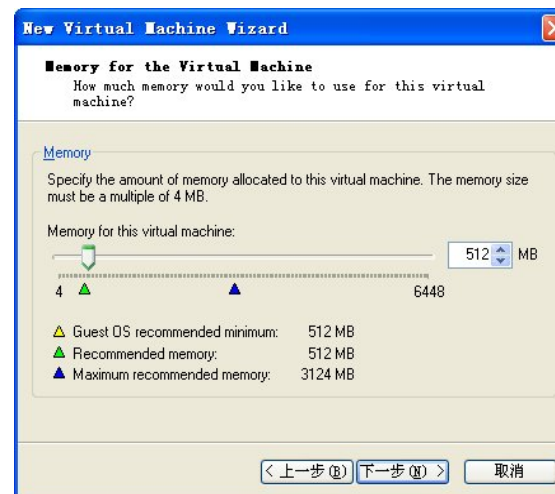 New Virtual Machine Wizard
Memory for the Virtual Machine
How much memory would you like to use for this virtual
machine?
Memory
Specify the amount of memory allocated to this virtual machine. The memory size
must be a multiple of 4 MB.
Memory for this virtual machine:
512 MB
4 6448
Guest OS recommended minimum: 512 MB
Recommended memory: 512 MB
Maximum recommended memory: 3124 MB
< 上一步(B) 下一步(N) > 取消